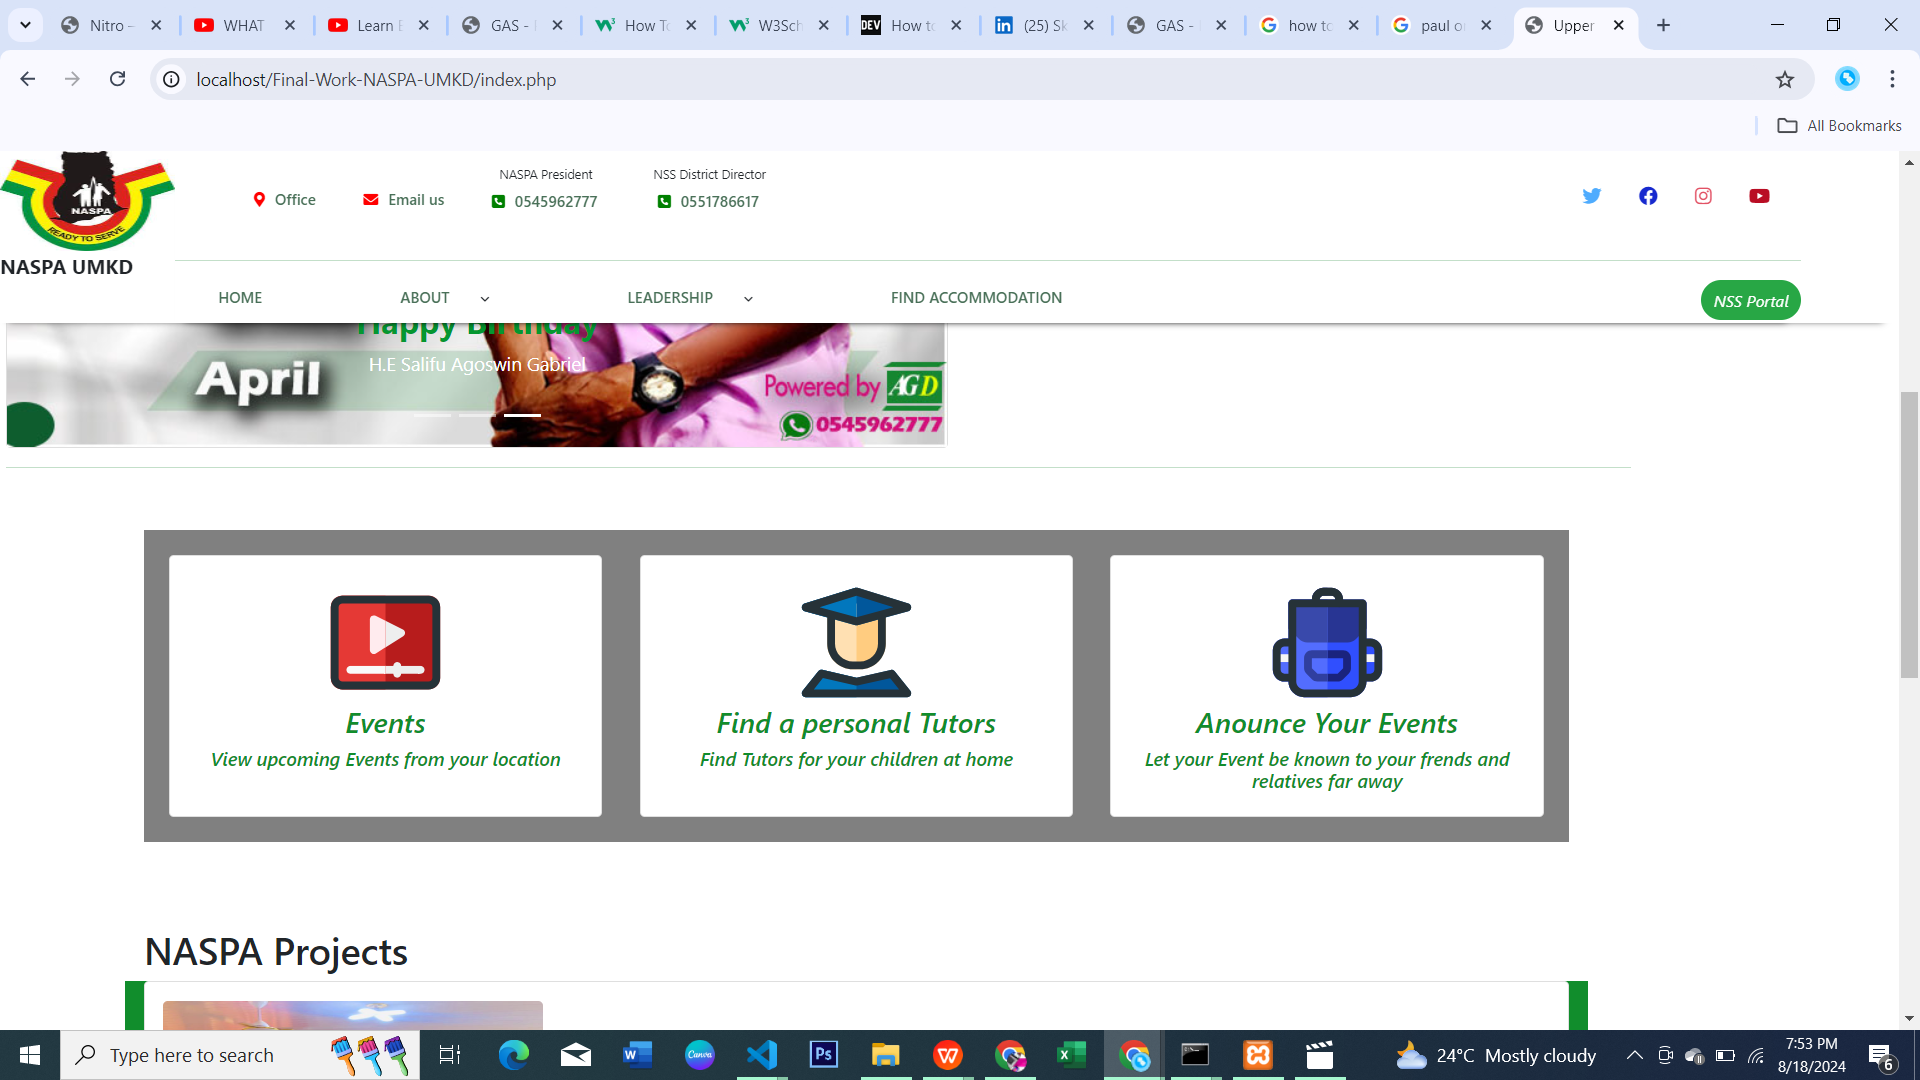 Nitro –
WHAT
Learn E
GAS -
How To
W3Sch
How to
(25) Sk
GAS -
how to
paul or
Upper
localhost/Final-Work-NASPA-UMKD/index.php
All Bookmarks
NASPA
READY TO SERVE
NASPA UMKD
Office
Email us
NASPA President
0545962777
NSS District Director
0551786617
HOME
ABOUT
LEADERSHIP
FIND ACCOMMODATION
NSS Portal
Happy Birthday
H.E Salifu Agoswin Gabriel
April
Powered by AGD
0545962777
Events
View upcoming Events from your location
Find a personal Tutors
Find Tutors for your children at home
Anounce Your Events
Let your Event be known to your frends and
relatives far away
NASPA Projects
Type here to search
24°C Mostly cloudy
7:53 PM
8/18/2024
6